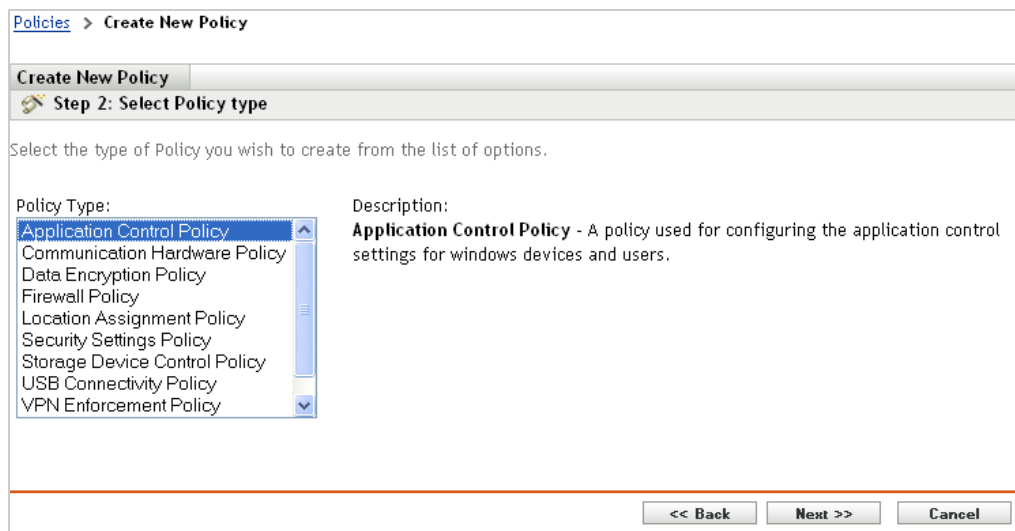 Policies > Create New Policy
Create New Policy
Step 2: Select Policy type
Select the type of Policy you wish to create from the list of options.
Policy Type:
Application Control Policy
Communication Hardware Policy
Data Encryption Policy
Firewall Policy
Location Assignment Policy
Security Settings Policy
Storage Device Control Policy
USB Connectivity Policy
VPN Enforcement Policy
Description:
Application Control Policy - A policy used for configuring the application control
settings for windows devices and users.
<< Back
Next >>
Cancel